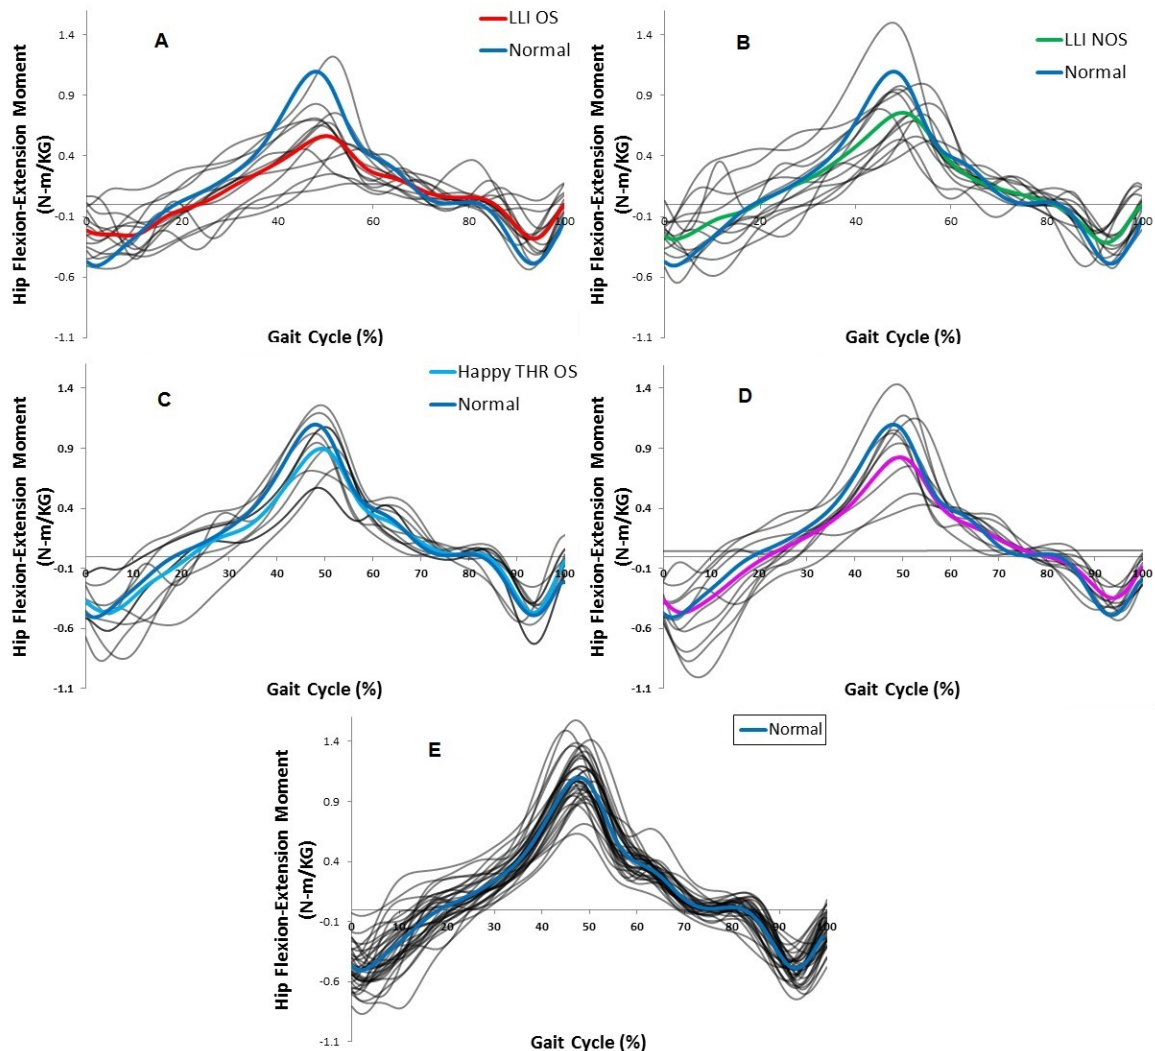 A
LLI OS
Normal
Hip Flexion-Extension Moment
(N-m/KG)
1.4
0.9
0.4
-0.1
-0.6
-1.1
0 20 40 60 80 100
Gait Cycle (%)
B
LLI NOS
Normal
Hip Flexion-Extension Moment
(N-m/KG)
1.4
0.9
0.4
-0.1
-0.6
-1.1
0 20 40 60 80 100
Gait Cycle (%)
C
Happy THR OS
Normal
Hip Flexion-Extension Moment
(N-m/KG)
1.4
0.9
0.4
-0.1
-0.6
-1.1
0 10 20 30 40 50 60 70 80 90 100
Gait Cycle (%)
D
Hip Flexion-Extension Moment
(N-m/KG)
1.4
0.9
0.4
-0.1
-0.6
-1.1
0 10 20 30 40 50 60 70 80 90 100
Gait Cycle (%)
E
Normal
Hip Flexion-Extension Moment
(N-m/KG)
1.4
0.9
0.4
-0.1
-0.6
-1.1
0 10 20 30 40 50 60 70 80 90 100
Gait Cycle (%)